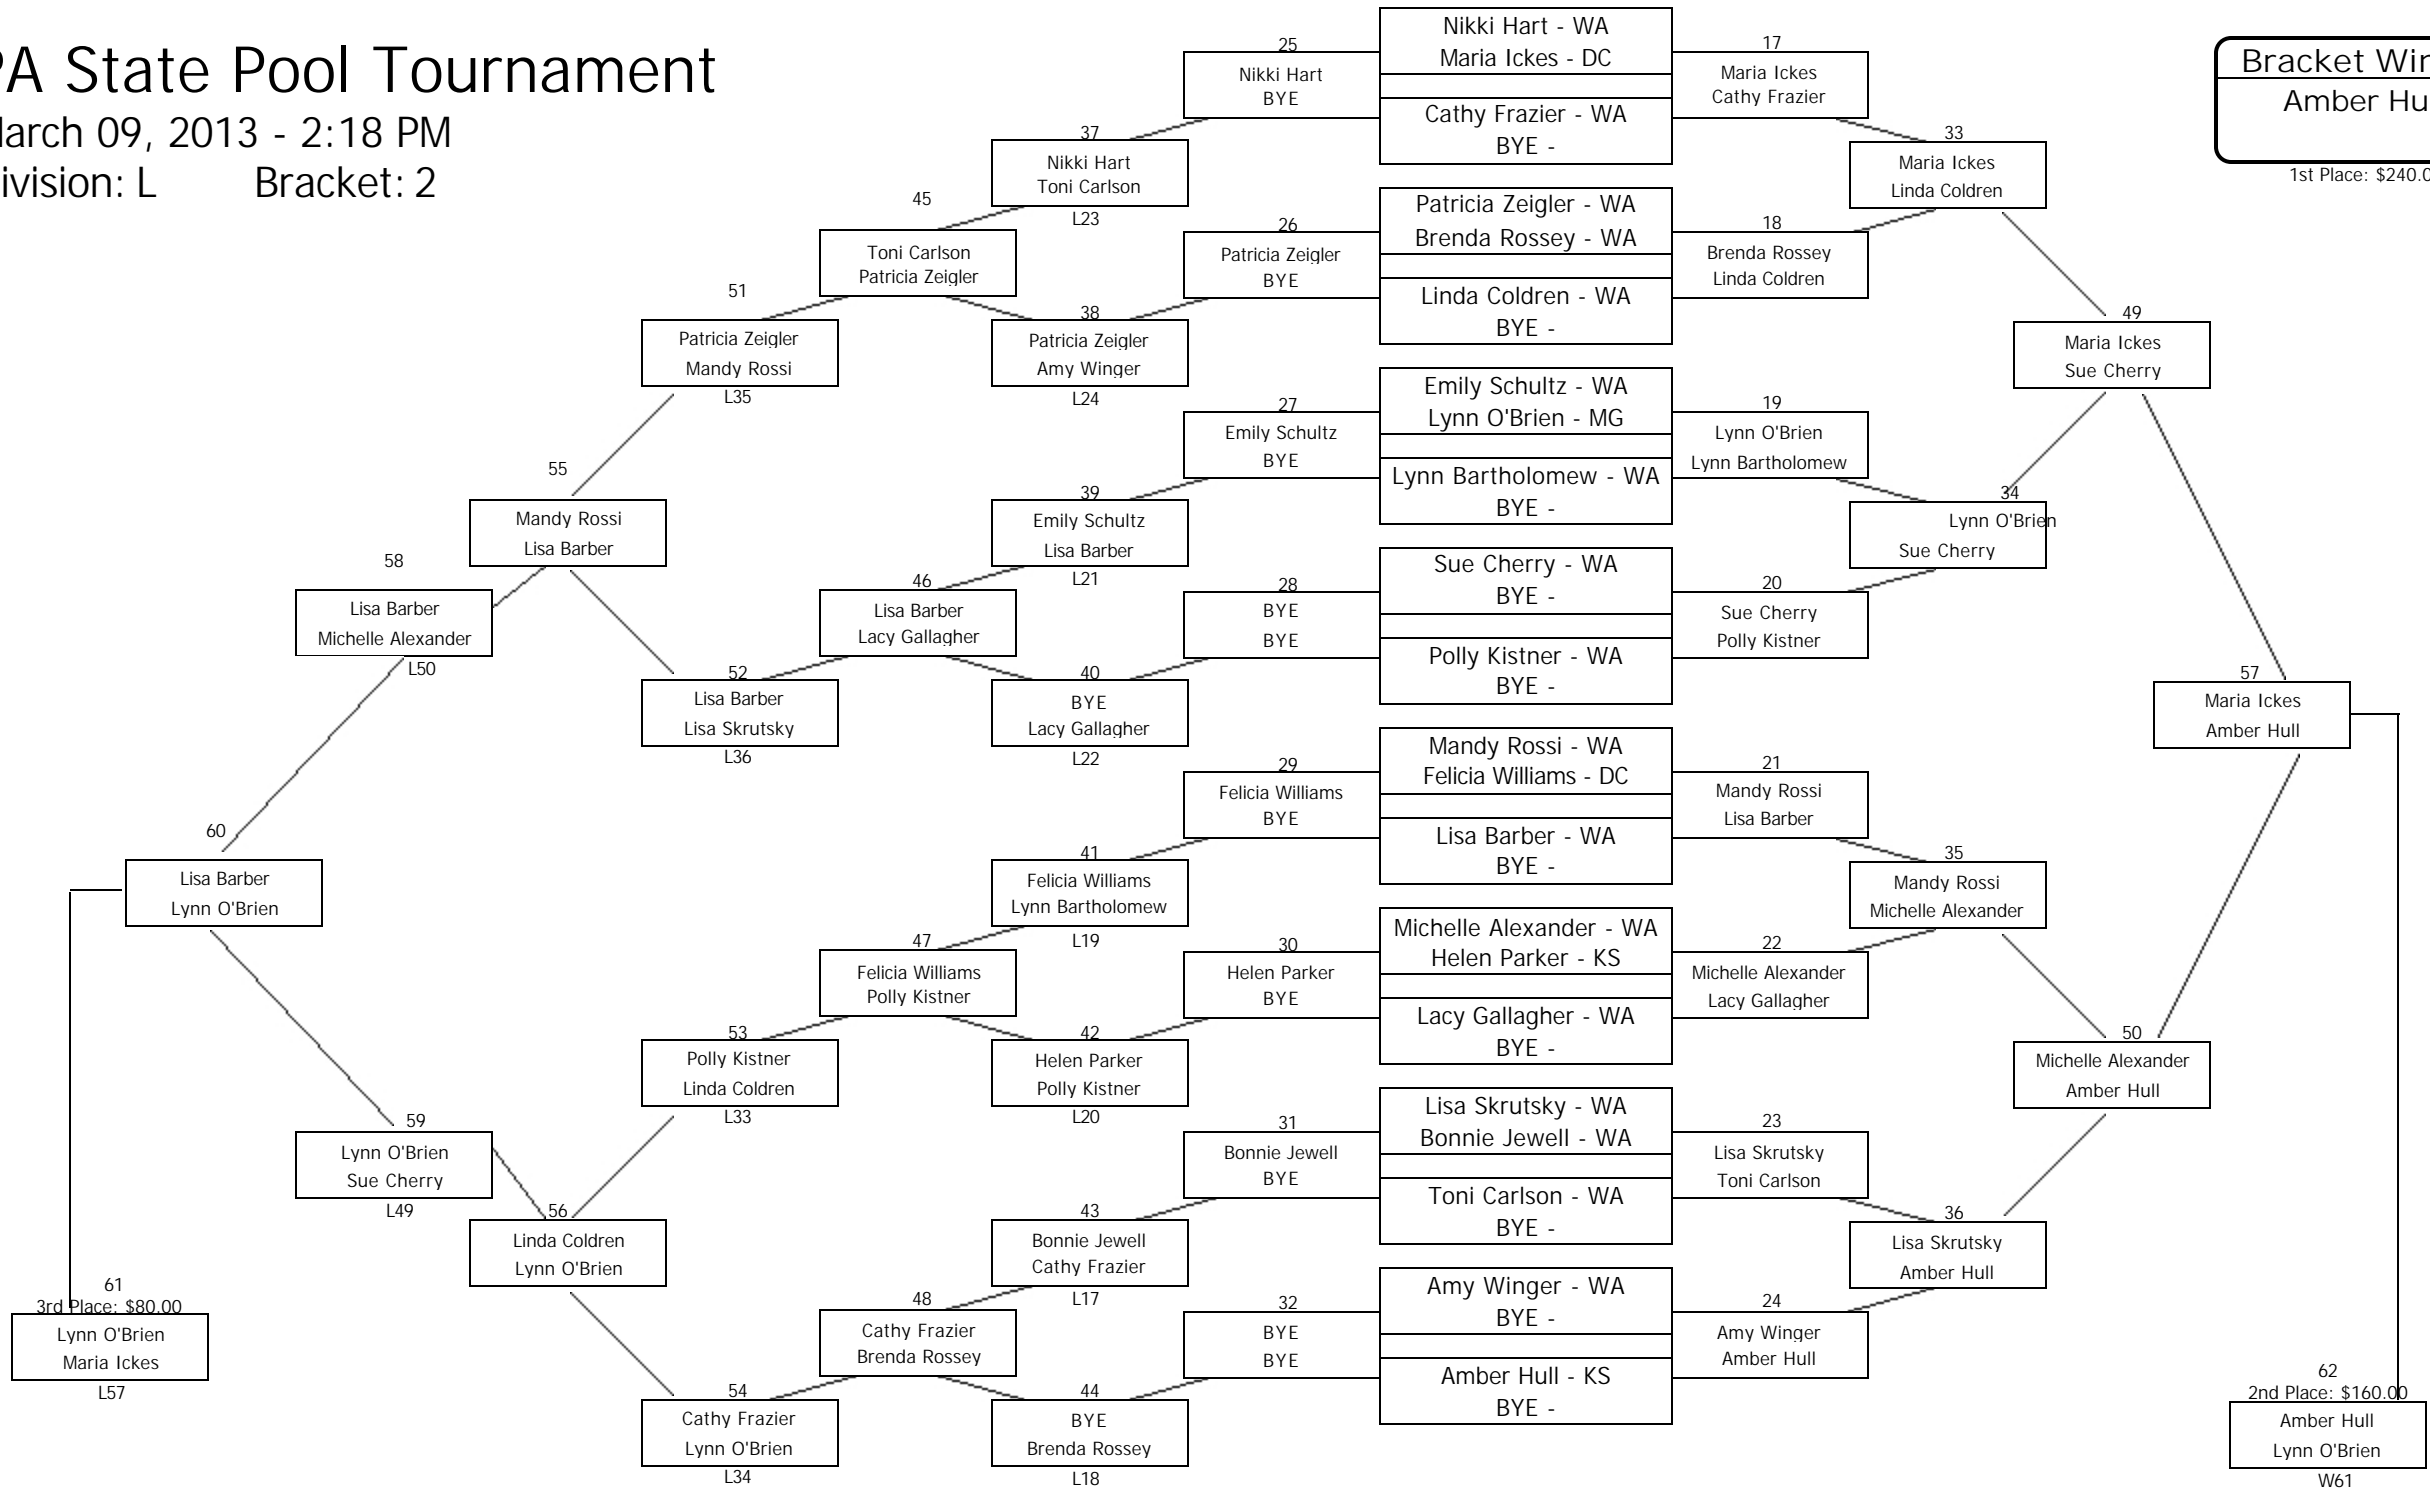 PA State Pool Tournament
March 09, 2013 - 2:18 PM
Division: L Bracket: 2
60
Lisa Barber
Lynn O'Brien
61
3rd Place: $80.00
Lynn O'Brien
Maria Ickes
L57
58
Lisa Barber
Michelle Alexander
L50
59
Lynn O'Brien
Sue Cherry
L49
55
Mandy Rossi
Lisa Barber
56
Linda Coldren
Lynn O'Brien
51
Patricia Zeigler
Mandy Rossi
L35
52
Lisa Barber
Lisa Skrutsky
L36
53
Polly Kistner
Linda Coldren
L33
54
Cathy Frazier
Lynn O'Brien
L34
45
Toni Carlson
Patricia Zeigler
46
Lisa Barber
Lacy Gallagher
47
Felicia Williams
Polly Kistner
48
Cathy Frazier
Brenda Rossey
37
Nikki Hart
Toni Carlson
L23
38
Patricia Zeigler
Amy Winger
L24
39
Emily Schultz
Lisa Barber
L21
40
BYE
Lacy Gallagher
L22
41
Felicia Williams
Lynn Bartholomew
L19
42
Helen Parker
Polly Kistner
L20
43
Bonnie Jewell
Cathy Frazier
L17
44
BYE
Brenda Rossey
L18
25
Nikki Hart
BYE
26
Patricia Zeigler
BYE
27
Emily Schultz
BYE
28
BYE
BYE
29
Felicia Williams
BYE
30
Helen Parker
BYE
31
Bonnie Jewell
BYE
32
BYE
BYE
Nikki Hart - WA
Maria Ickes - DC
Cathy Frazier - WA
BYE -
Patricia Zeigler - WA
Brenda Rossey - WA
Linda Coldren - WA
BYE -
Emily Schultz - WA
Lynn O'Brien - MG
Lynn Bartholomew - WA
BYE -
Sue Cherry - WA
BYE -
Polly Kistner - WA
BYE -
Mandy Rossi - WA
Felicia Williams - DC
Lisa Barber - WA
BYE -
Michelle Alexander - WA
Helen Parker - KS
Lacy Gallagher - WA
BYE -
Lisa Skrutsky - WA
Bonnie Jewell - WA
Toni Carlson - WA
BYE -
Amy Winger - WA
BYE -
Amber Hull - KS
BYE -
17
Maria Ickes
Cathy Frazier
18
Brenda Rossey
Linda Coldren
19
Lynn O'Brien
Lynn Bartholomew
20
Sue Cherry
Polly Kistner
21
Mandy Rossi
Lisa Barber
22
Michelle Alexander
Lacy Gallagher
23
Lisa Skrutsky
Toni Carlson
24
Amy Winger
Amber Hull
33
Maria Ickes
Linda Coldren
34
Lynn O'Brien
Sue Cherry
35
Mandy Rossi
Michelle Alexander
36
Lisa Skrutsky
Amber Hull
49
Maria Ickes
Sue Cherry
50
Michelle Alexander
Amber Hull
57
Maria Ickes
Amber Hull
Bracket Win
Amber Hu
1st Place: $240.0
62
2nd Place: $160.00
Amber Hull
Lynn O'Brien
W61